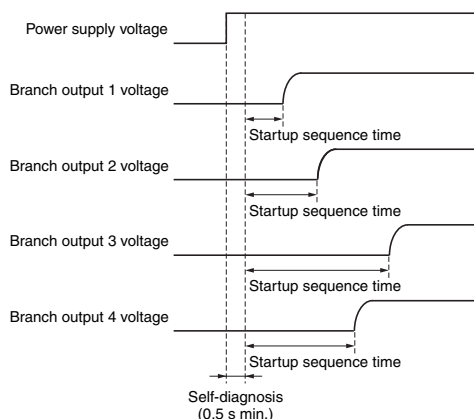 Power supply voltage
Branch output 1 voltage
Startup sequence time
Branch output 2 voltage
Startup sequence time
Branch output 3 voltage
Startup sequence time
Branch output 4 voltage
Startup sequence time
Self-diagnosis
(0.5 s min.)